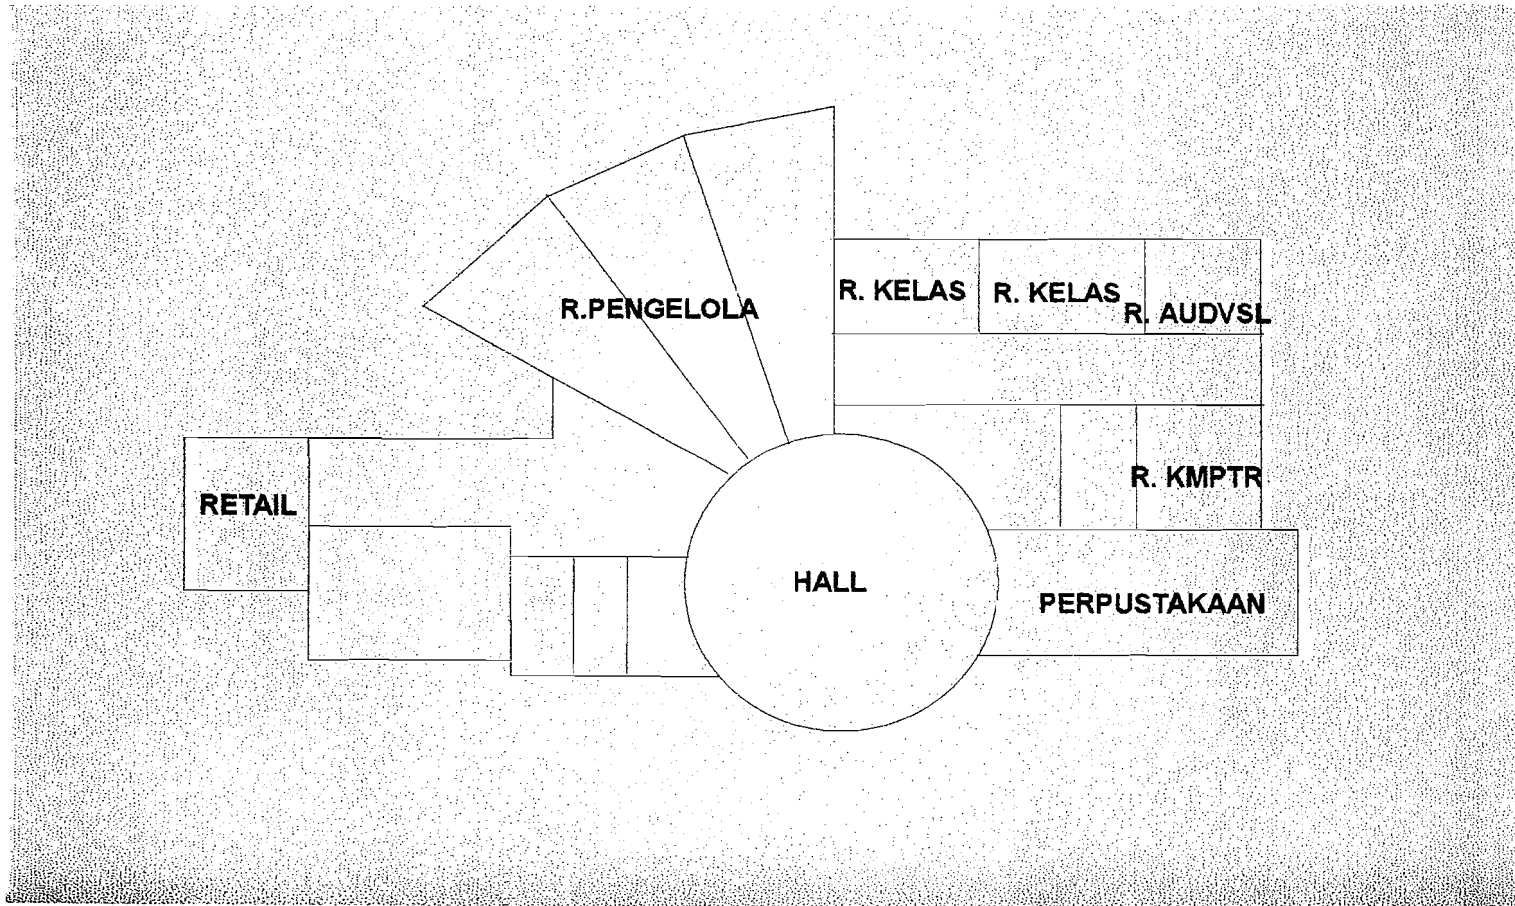 R. KELAS
R. KELAS
R.PENGELOLA
R. AUDVSL
R. KMPTR
RETAIL
HALL
PERPUSTAKAAN